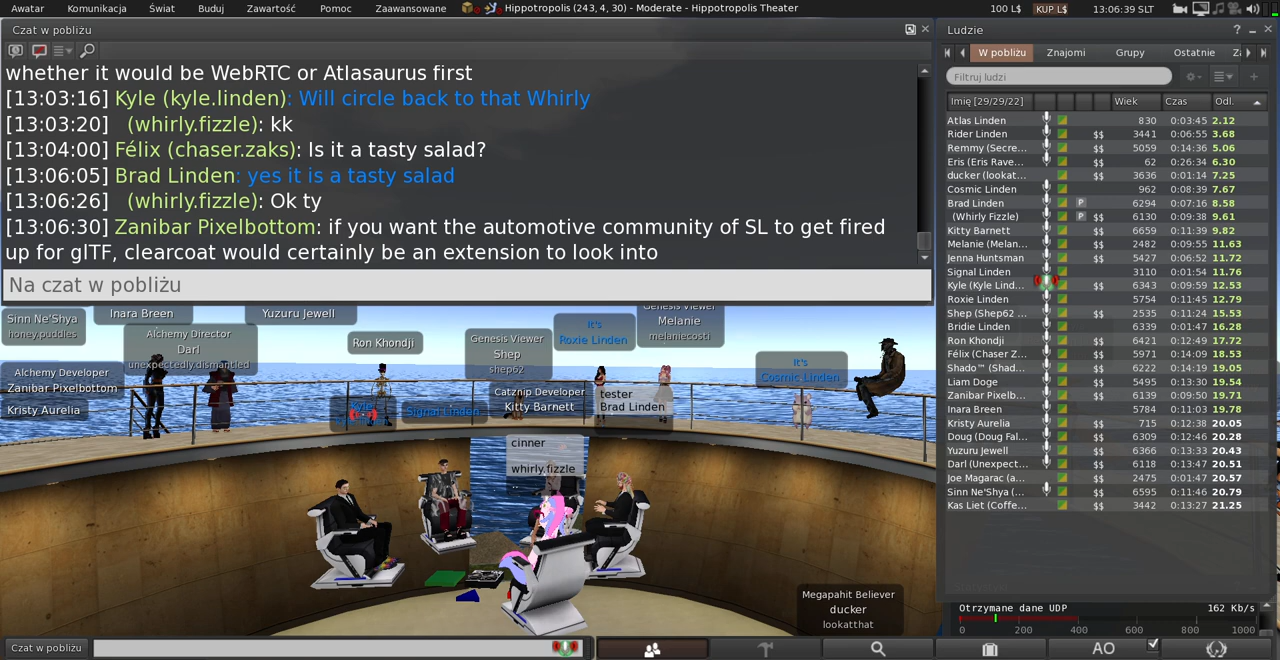 Awatar Komunikacja Świat Buduj Zawartość Pomoc Zaawansowane Hippotropolis (243, 4, 30) - Moderate - Hippotropolis Theater 100 L$ KUP L$ 13:06:39 SLT
Czat w pobliżu
whether it would be WebRTC or Atlasaurus first
[13:03:16] Kyle (kyle.linden): Will circle back to that Whirly
[13:03:20] (whirly.fizzle): kk
[13:04:00] Félix (chaser.zaks): Is it a tasty salad?
[13:06:05] Brad Linden: yes it is a tasty salad
[13:06:26] (whirly.fizzle): Ok ty
[13:06:30] Zanibar Pixelbottom: if you want the automotive community of SL to get fired
up for glTF, clearcoat would certainly be an extension to look into
Na czat w pobliżu
Sinn Ne'Shya
honey.puddles
Inara Breen
Yuzuru Jewell
Alchemy Director
Darl
unexpectedly.dismantled
Ron Khondji
Genesis Viewer
Shep
shep62
It's
Roxie Linden
Genesis Viewer
Melanie
melaniecosti
It's
Cosmic Linden
Alchemy Developer
Zanibar Pixelbottom
Kristy Aurelia
Kyle
Signal Linden
Catznip Developer
Kitty Barnett
tester
Brad Linden
cinner
whirly.fizzle
Megapahit Believer
ducker
lookatthat
Czat w pobliżu
Ludzie
? _ ×
W pobliżu Znajomi Grupy Ostatnie
Filtruj ludzi
Imię [29/29/22] Wiek Czas Odl.
Atlas Linden 830 0:03:45 2.12
Rider Linden $$ 3441 0:06:55 3.68
Remmy (Secre... $$ 5059 0:14:36 5.06
Eris (Eris Rave... 62 0:26:34 6.30
ducker (lookat... $$ 3636 0:01:14 7.25
Cosmic Linden 962 0:08:39 7.67
Brad Linden P 6294 0:07:16 8.58
(Whirly Fizzle) P $$ 6130 0:09:38 9.61
Kitty Barnett $$ 6659 0:11:39 9.82
Melanie (Melan... $$ 2482 0:09:55 11.63
Jenna Huntsman $$ 5427 0:06:52 11.72
Signal Linden 3110 0:01:54 11.76
Kyle (Kyle Lind... $$ 6343 0:09:59 12.53
Roxie Linden 5754 0:11:45 12.79
Shep (Shep62 ... $$ 2535 0:11:24 15.53
Bridie Linden 6339 0:01:47 16.28
Ron Khondji $$ 6421 0:12:49 17.72
Félix (Chaser Z... $$ 5971 0:14:09 18.53
Shado™ (Shad... $$ 6222 0:14:19 19.05
Liam Doge $$ 5495 0:13:30 19.54
Zanibar Pixelb... $$ 6139 0:09:50 19.71
Inara Breen 5784 0:11:03 19.78
Kristy Aurelia $$ 715 0:12:38 20.05
Doug (Doug Fal... $$ 6309 0:12:46 20.28
Yuzuru Jewell $$ 6366 0:13:33 20.43
Darl (Unexpect... $$ 6118 0:13:47 20.51
Joe Magarac (a... $$ 2475 0:01:47 20.57
Sinn Ne'Shya (... $$ 6595 0:11:46 20.79
Kas Liet (Coffe... $$ 3442 0:13:27 21.25
Otrzymane dane UDP 162 Kb/s
0 200 400 600 800 1000
AO